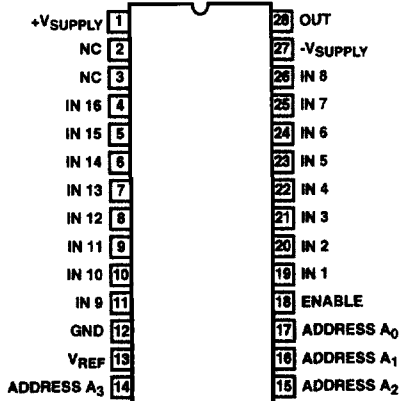 +VSUPPLY 1 28 OUT
NC 2 27 -VSUPPLY
NC 3 26 IN 8
IN 16 4 25 IN 7
IN 15 5 24 IN 6
IN 14 6 23 IN 5
IN 13 7 22 IN 4
IN 12 8 21 IN 3
IN 11 9 20 IN 2
IN 10 10 19 IN 1
IN 9 11 18 ENABLE
GND 12 17 ADDRESS A0
VREF 13 16 ADDRESS A1
ADDRESS A3 14 15 ADDRESS A2